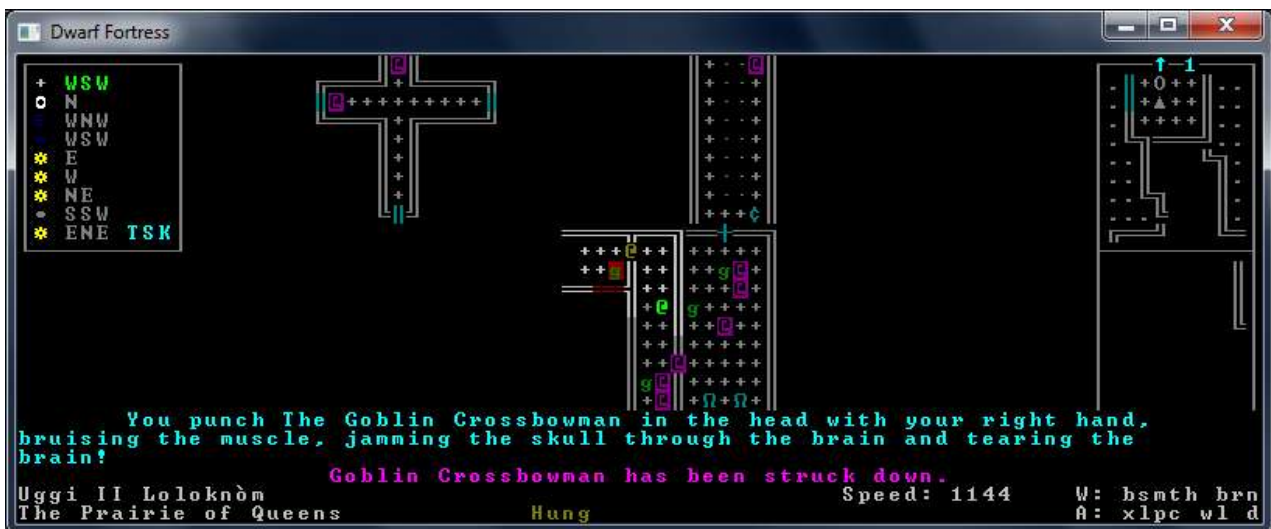 Dwarf Fortress
WSW
N
WNW
WSW
E
W
NE
SSW
ENE TSK
1
You punch The Goblin Crossbowman in the head with your right hand,
bruising the muscle, jamming the skull through the brain and tearing the
brain!
Goblin Crossbowman has been struck down.
Uggi II Loloknòm
Speed: 1144
W: bsmth brn
The Prairie of Queens
Hung
A: xlpc wl d